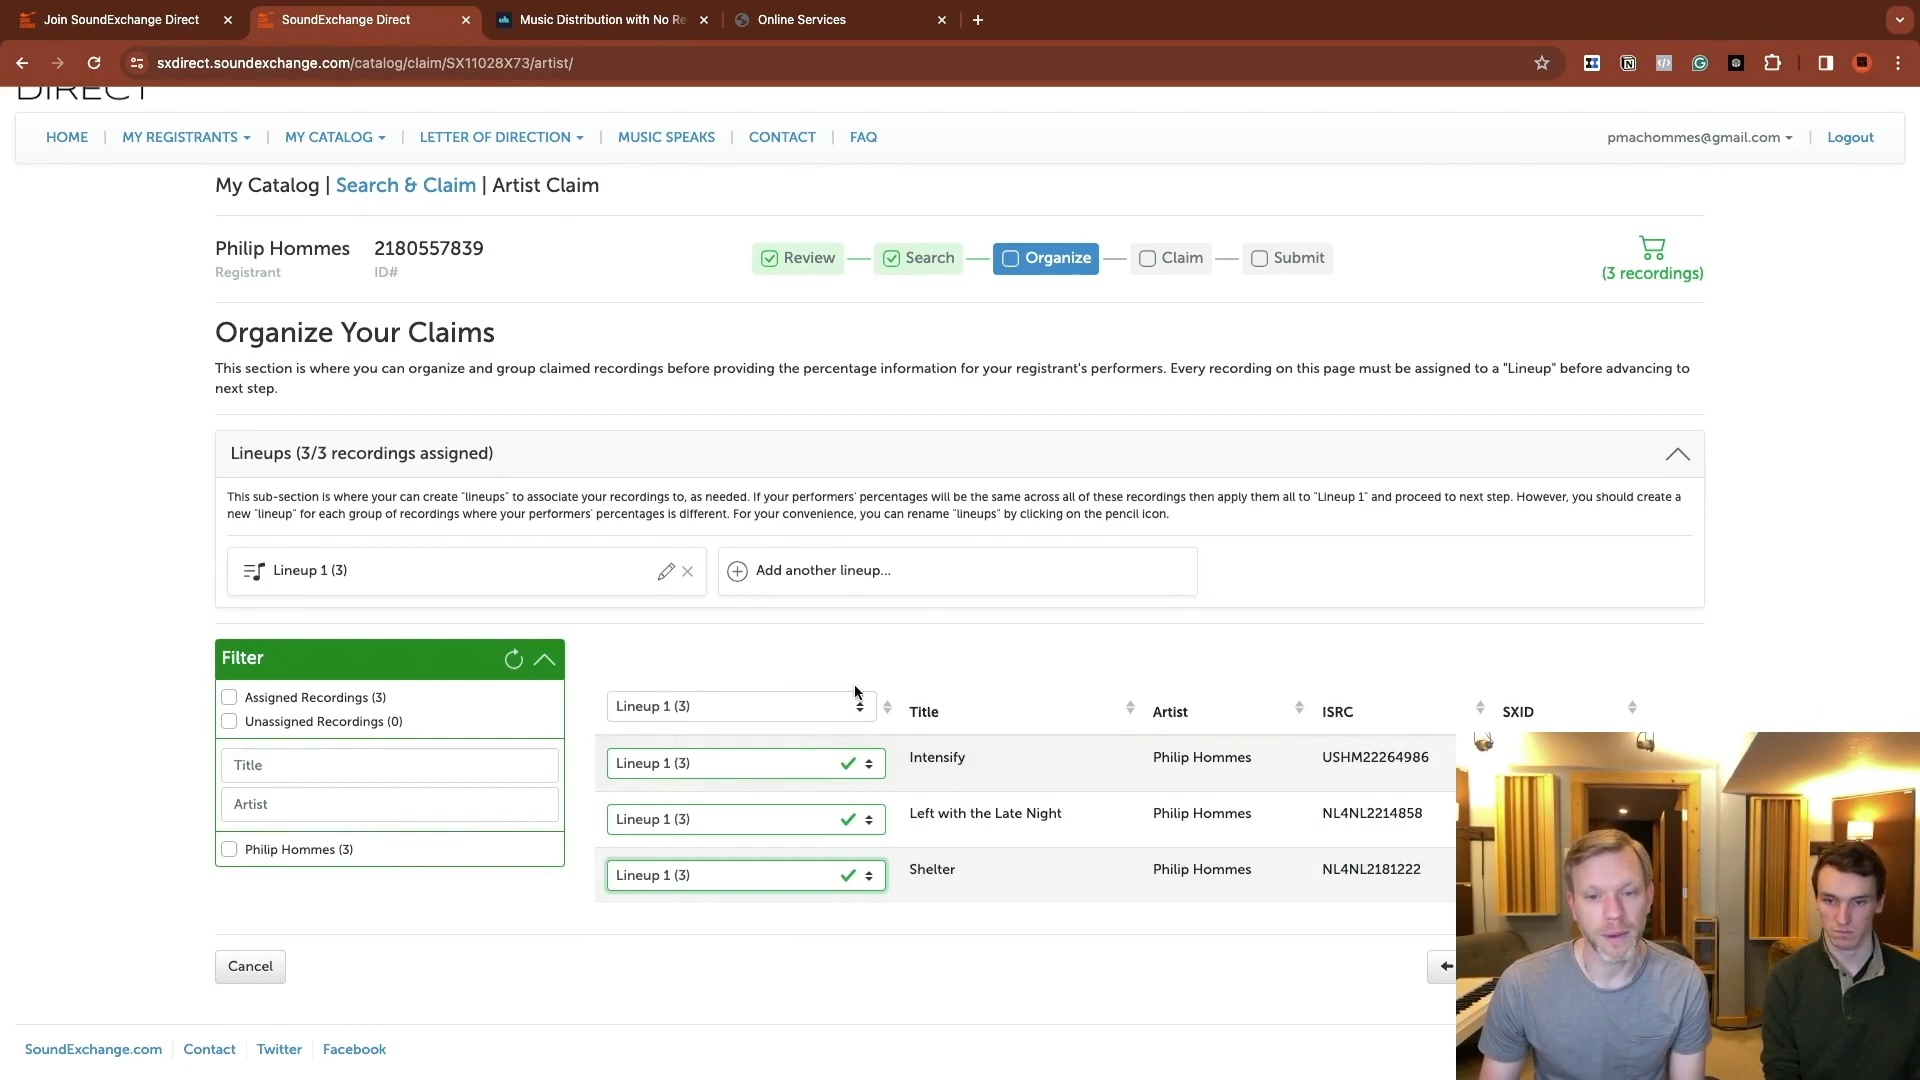 Join SoundExchange Direct
SoundExchange Direct
Music Distribution with No Re
Online Services
sxdirect.soundexchange.com/catalog/claim/SX11028X73/artist/
DIRECT
HOME
MY REGISTRANTS
MY CATALOG
LETTER OF DIRECTION
MUSIC SPEAKS
CONTACT
FAQ
pmachommes@gmail.com
Logout
My Catalog | Search & Claim | Artist Claim
Philip Hommes
2180557839
Registrant
ID#
Review
Search
Organize
Claim
Submit
(3 recordings)
Organize Your Claims
This section is where you can organize and group claimed recordings before providing the percentage information for your registrant's performers. Every recording on this page must be assigned to a "Lineup" before advancing to
next step.
Lineups (3/3 recordings assigned)
This sub-section is where your can create "lineups" to associate your recordings to, as needed. If your performers' percentages will be the same across all of these recordings then apply them all to "Lineup 1" and proceed to next step. However, you should create a
new "lineup" for each group of recordings where your performers' percentages is different. For your convenience, you can rename "lineups" by clicking on the pencil icon.
Lineup 1 (3)
Add another lineup...
Filter
Assigned Recordings (3)
Unassigned Recordings (0)
Title
Artist
Philip Hommes (3)
Lineup 1 (3)
Title
Artist
ISRC
SXID
Lineup 1 (3)
Intensify
Philip Hommes
USHM22264986
Lineup 1 (3)
Left with the Late Night
Philip Hommes
NL4NL2214858
Lineup 1 (3)
Shelter
Philip Hommes
NL4NL2181222
Cancel
SoundExchange.com
Contact
Twitter
Facebook